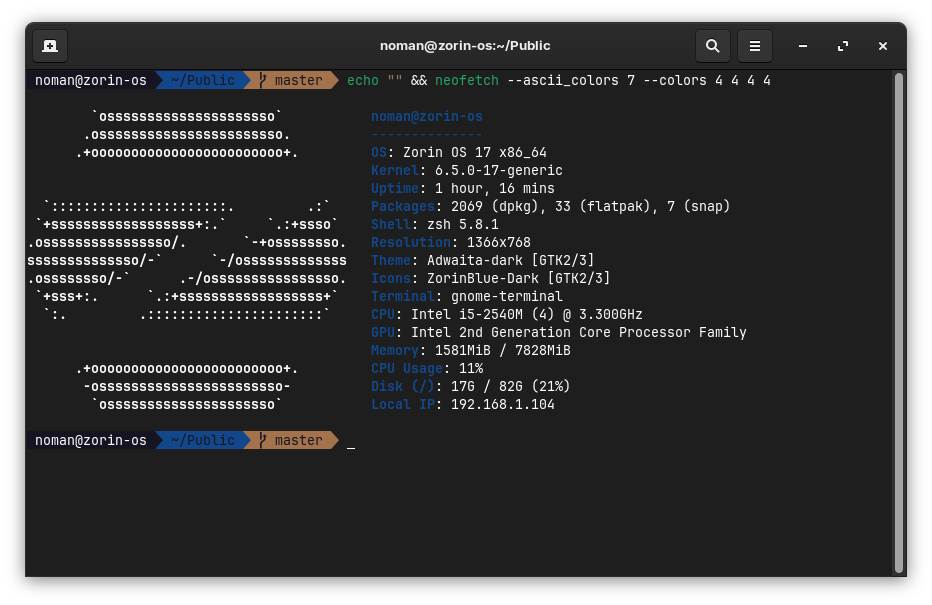 noman@zorin-os:~/Public
noman@zorin-os ~/Public master echo "" && neofetch --ascii_colors 7 --colors 4 4 4 4
`osssssssssssssssssssso` noman@zorin-os
.osssssssssssssssssssssso. --------------
.+oooooooooooooooooooooooo+. OS: Zorin OS 17 x86_64
Kernel: 6.5.0-17-generic
Uptime: 1 hour, 16 mins
`::::::::::::::::::::::. .:` Packages: 2069 (dpkg), 33 (flatpak), 7 (snap)
`+ssssssssssssssssss+:.` `.:+ssso` Shell: zsh 5.8.1
.ossssssssssssssso/. `-+ossssssso. Resolution: 1366x768
ssssssssssssso/-` `-/osssssssssssss Theme: Adwaita-dark [GTK2/3]
.ossssssso/-` .-/ossssssssssssssso. Icons: ZorinBlue-Dark [GTK2/3]
`+sss+:. `.:+ssssssssssssssssss+` Terminal: gnome-terminal
`:. .::::::::::::::::::::::` CPU: Intel i5-2540M (4) @ 3.300GHz
GPU: Intel 2nd Generation Core Processor Family
Memory: 1581MiB / 7828MiB
.+oooooooooooooooooooooooo+. CPU Usage: 11%
-osssssssssssssssssssssso- Disk (/): 17G / 82G (21%)
`osssssssssssssssssssso` Local IP: 192.168.1.104
noman@zorin-os ~/Public master _